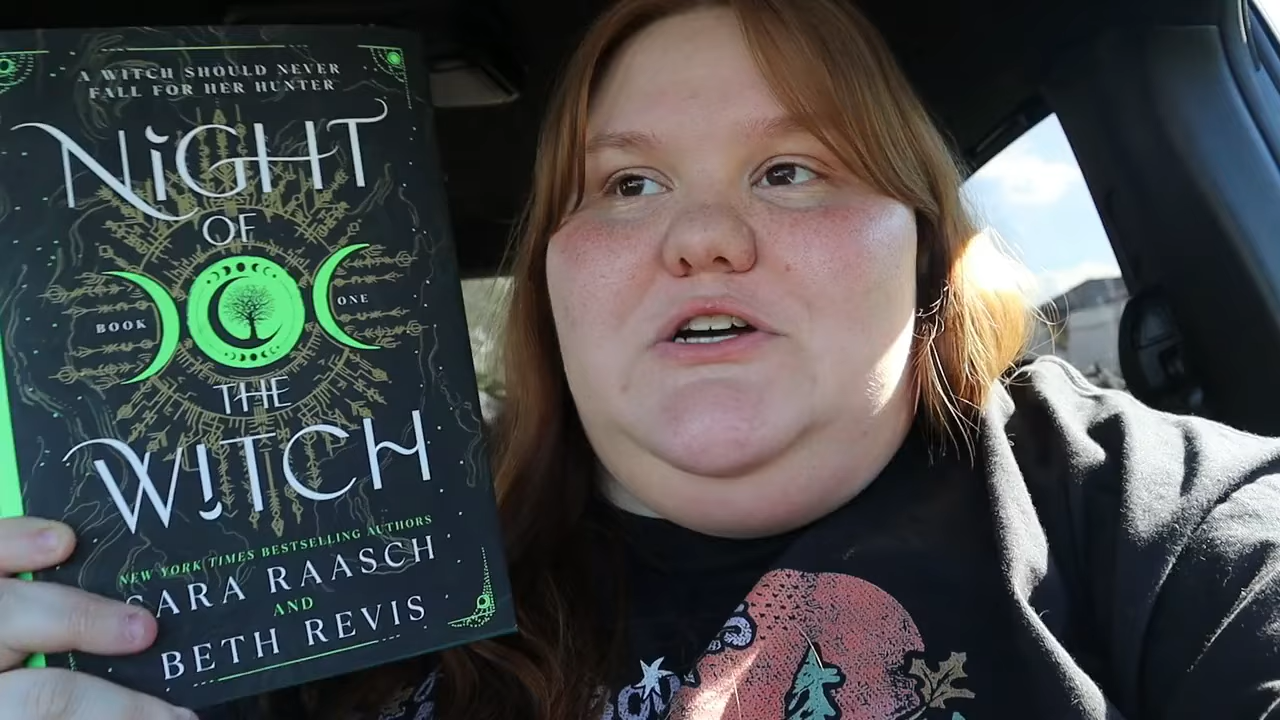 A WITCH SHOULD NEVER
FALL FOR HER HUNTER
NiGHT
OF
BOOK
ONE
THE
WiTCH
NEW YORK TIMES BESTSELLING AUTHORS
SARA RAASCH
AND
BETH REVIS